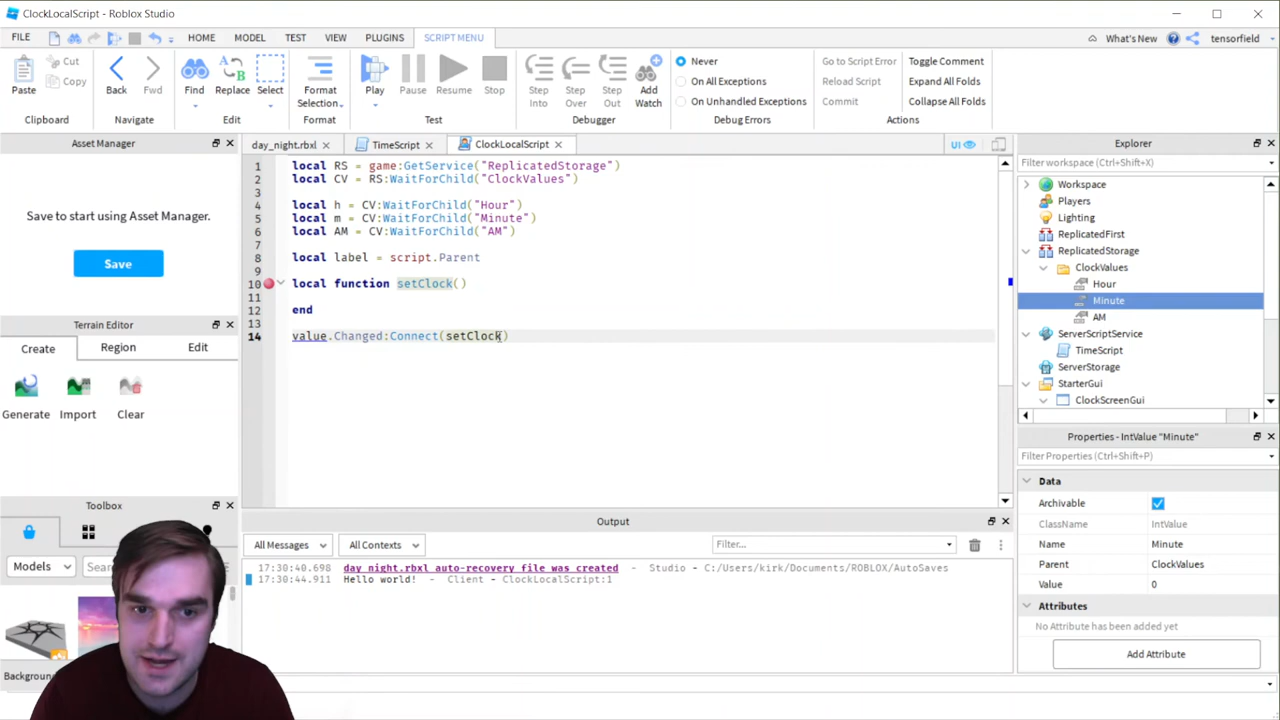 ClockLocalScript - Roblox Studio
FILE HOME MODEL TEST VIEW PLUGINS SCRIPT MENU What's New tensorfield
Paste Cut Copy Back Fwd Find Replace Select Format Selection Play Pause Resume Stop Step Into Step Over Step Out Add Watch Never On All Exceptions On Unhandled Exceptions Go to Script Error Reload Script Commit Toggle Comment Expand All Folds Collapse All Folds
Clipboard Navigate Edit Format Test Debugger Debug Errors Actions
Asset Manager
Save to start using Asset Manager.
Save
Terrain Editor
Create Region Edit
Generate Import Clear
Toolbox
Models Sea
Background
day_night.rbxl TimeScript ClockLocalScript UI
1 local RS = game:GetService("ReplicatedStorage")
2 local CV = RS:WaitForChild("ClockValues")
3
4 local h = CV:WaitForChild("Hour")
5 local m = CV:WaitForChild("Minute")
6 local AM = CV:WaitForChild("AM")
7
8 local label = script.Parent
9
10 local function setClock()
11
12 end
13
14 value.Changed:Connect(setClock)
Output
All Messages All Contexts Filter...
17:30:40.698 day_night.rbxl auto-recovery file was created - Studio - C:/Users/kirk/Documents/ROBLOX/AutoSaves
17:30:44.911 Hello world! - Client - ClockLocalScript:1
Explorer
Filter workspace (Ctrl+Shift+X)
Workspace
Players
Lighting
ReplicatedFirst
ReplicatedStorage
ClockValues
Hour
Minute
AM
ServerScriptService
TimeScript
ServerStorage
StarterGui
ClockScreenGui
Properties - IntValue "Minute"
Filter Properties (Ctrl+Shift+P)
Data
Archivable
ClassName IntValue
Name Minute
Parent ClockValues
Value 0
Attributes
No Attribute has been added yet
Add Attribute